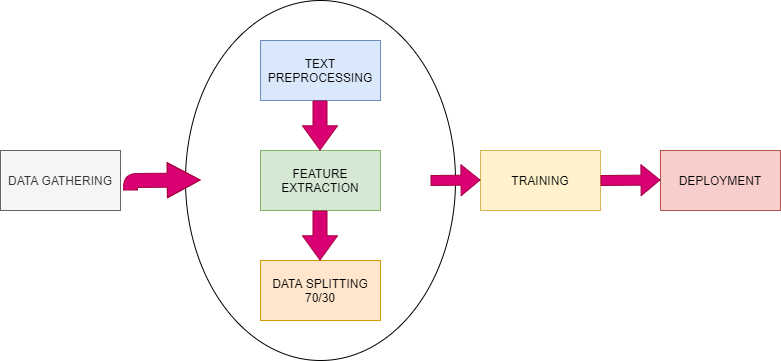 DATA GATHERING
TEXT
PREPROCESSING
FEATURE
EXTRACTION
DATA SPLITTING
70/30
TRAINING
DEPLOYMENT